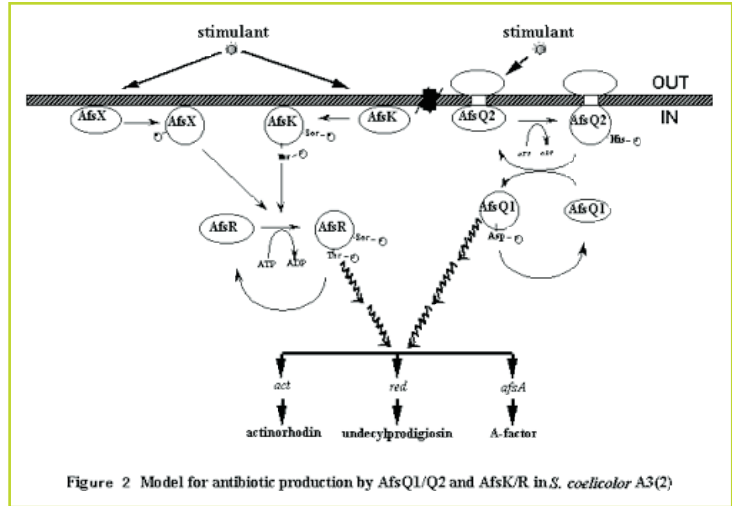 stimulant stimulant
OUT
IN
AfsX AfsX AfsK AfsK AfsQ2 AfsQ2
Ser-
His-
ATP ADP
AfsQ1 AfsQ1
Asp-
AfsR AfsR
Ser-
Thr-
ATP ADP
act red afsA
actinorhodin undecylprodigiosin A-factor
Figure 2 Model for antibiotic production by AfsQ1/Q2 and AfsK/R in S. coelicolor A3(2)